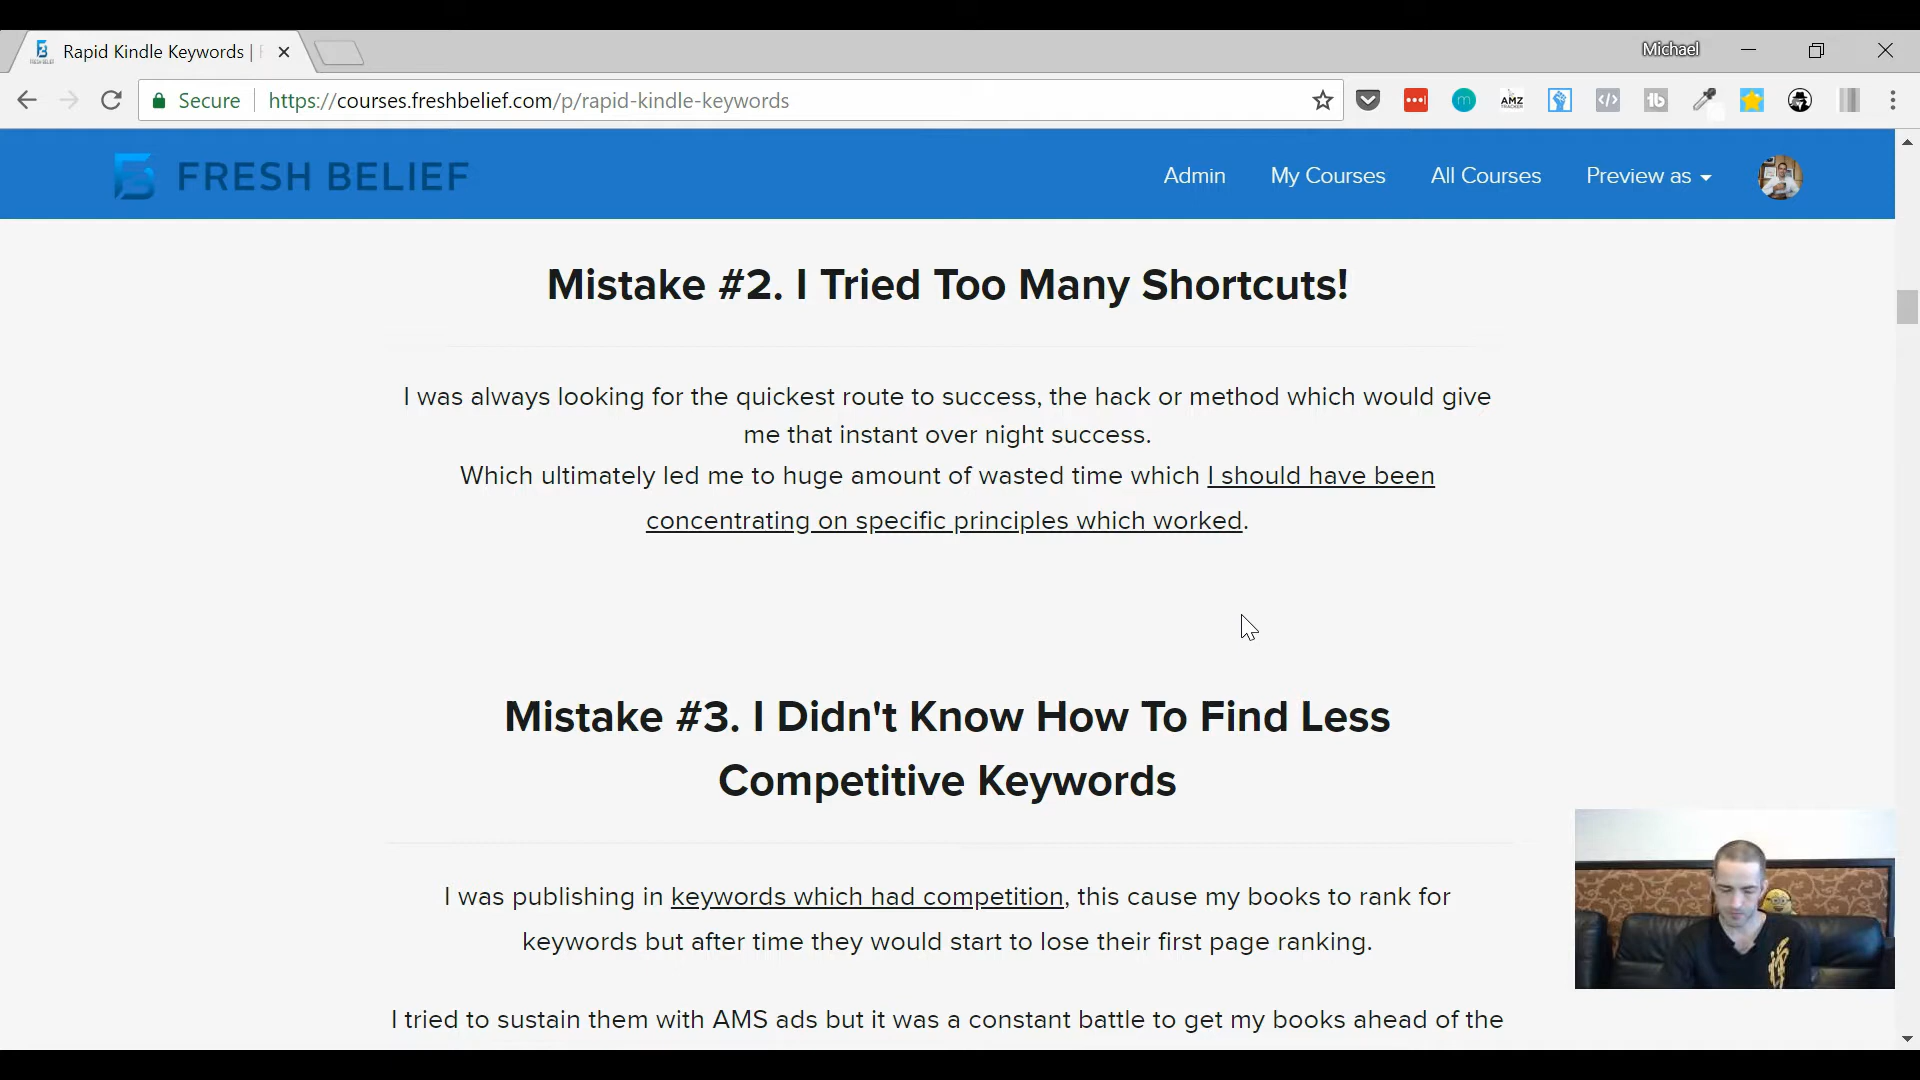 Rapid Kindle Keywords |
Michael
Secure
https://courses.freshbelief.com/p/rapid-kindle-keywords
m
AMZ
TRACKER
tb
FRESH BELIEF
Admin
My Courses
All Courses
Preview as
Mistake #2. I Tried Too Many Shortcuts!
I was always looking for the quickest route to success, the hack or method which would give
me that instant over night success.
Which ultimately led me to huge amount of wasted time which I should have been
concentrating on specific principles which worked.
Mistake #3. I Didn't Know How To Find Less
Competitive Keywords
I was publishing in keywords which had competition, this cause my books to rank for
keywords but after time they would start to lose their first page ranking.
I tried to sustain them with AMS ads but it was a constant battle to get my books ahead of the